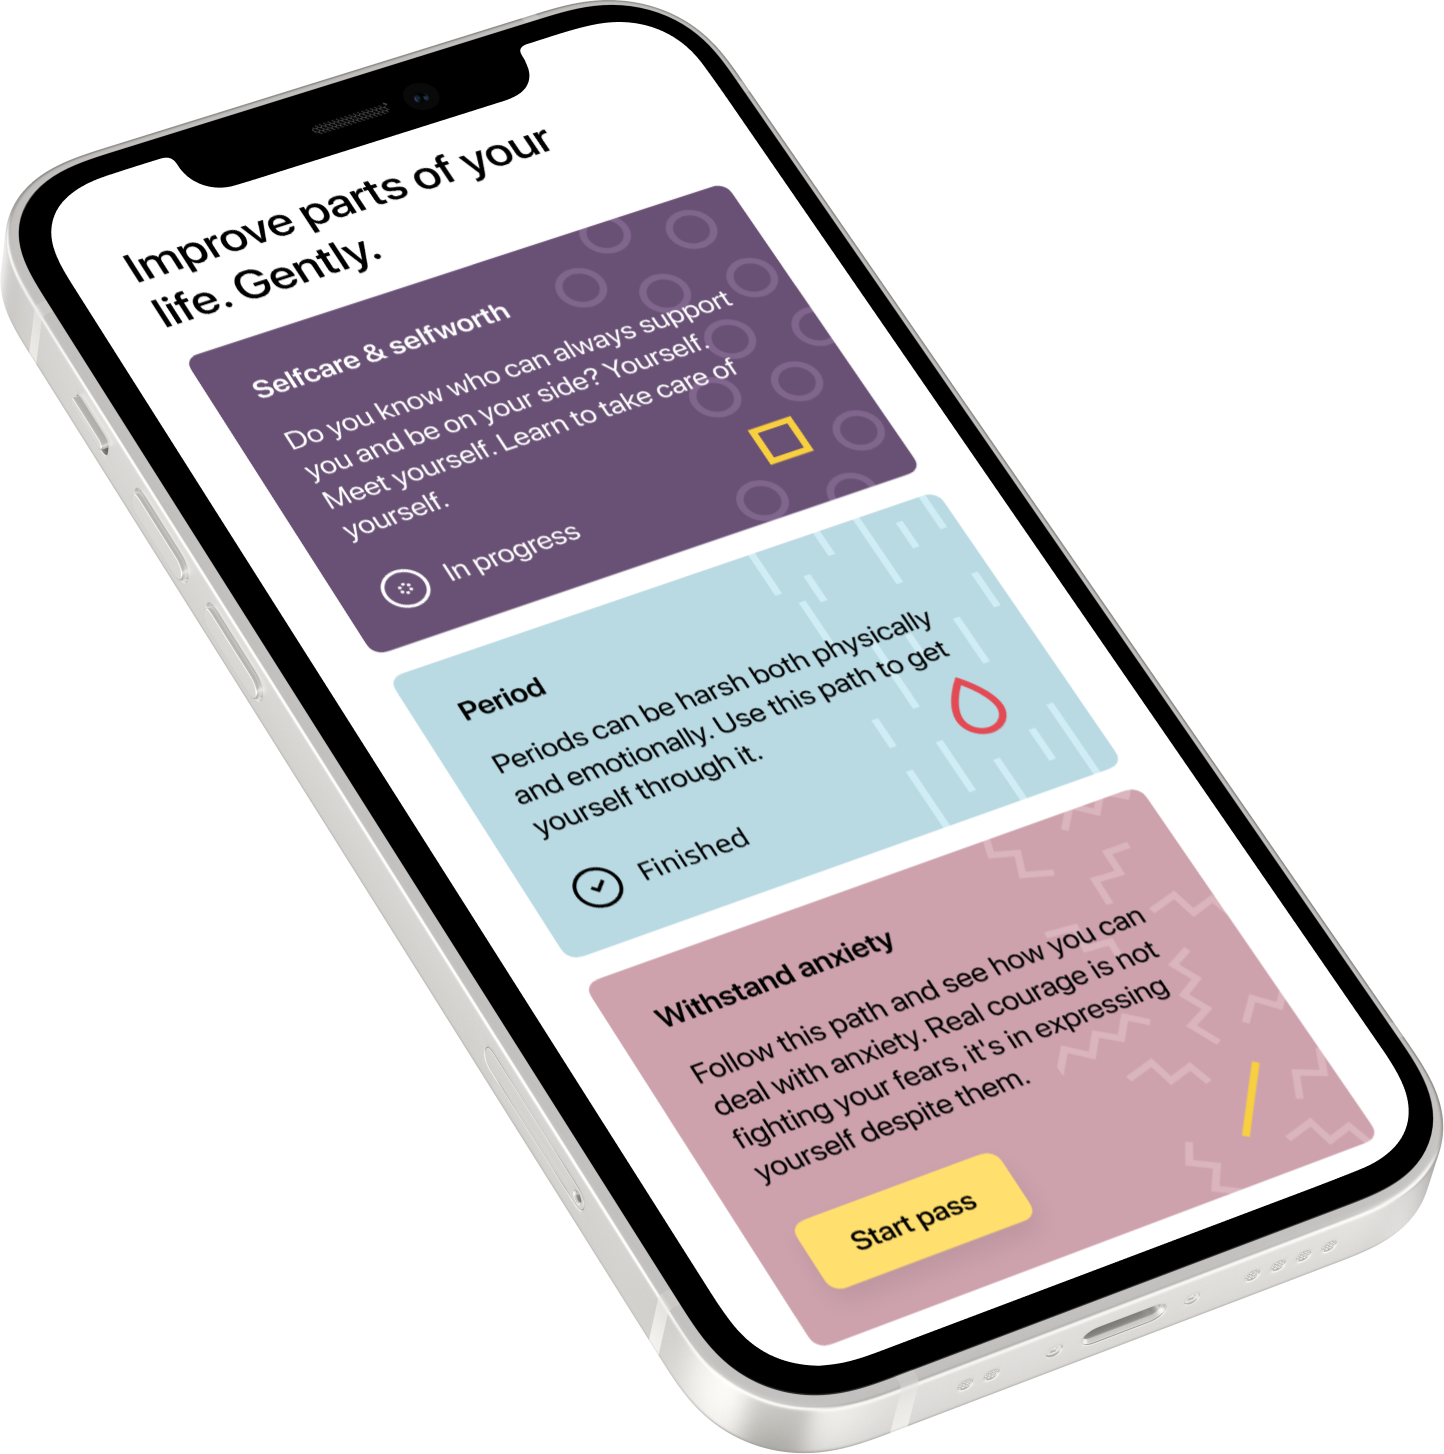 Improve parts of your
life. Gently.
Selfcare & selfworth
Do you know who can always support
you and be on your side? Yourself.
Meet yourself. Learn to take care of
yourself.
In progress
Period
Periods can be harsh both physically
and emotionally. Use this path to get
yourself through it.
Finished
Withstand anxiety
Follow this path and see how you can
deal with anxiety. Real courage is not
fighting your fears, it's in expressing
yourself despite them.
Start pass